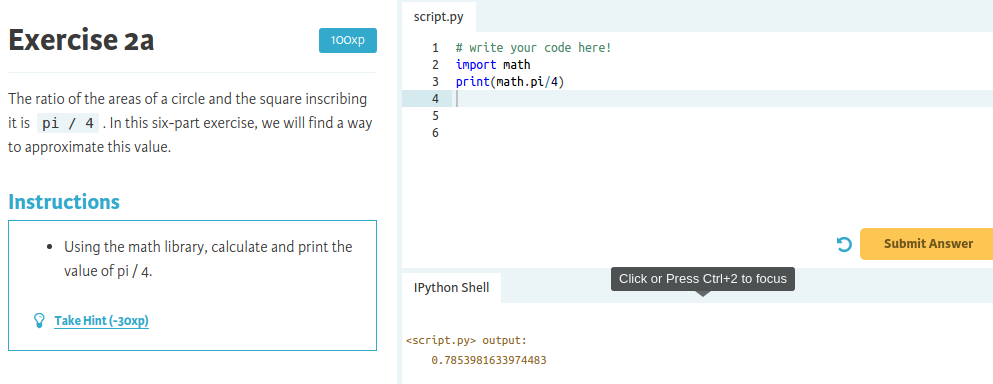 Exercise 2a
100xp
The ratio of the areas of a circle and the square inscribing
it is pi / 4 . In this six-part exercise, we will find a way
to approximate this value.
Instructions
• Using the math library, calculate and print the
value of pi / 4.
Take Hint (-30xp)
script.py
1 # write your code here!
2 import math
3 print(math.pi/4)
4
5
6
Submit Answer
Click or Press Ctrl+2 to focus
IPython Shell
<script.py> output:
0.7853981633974483